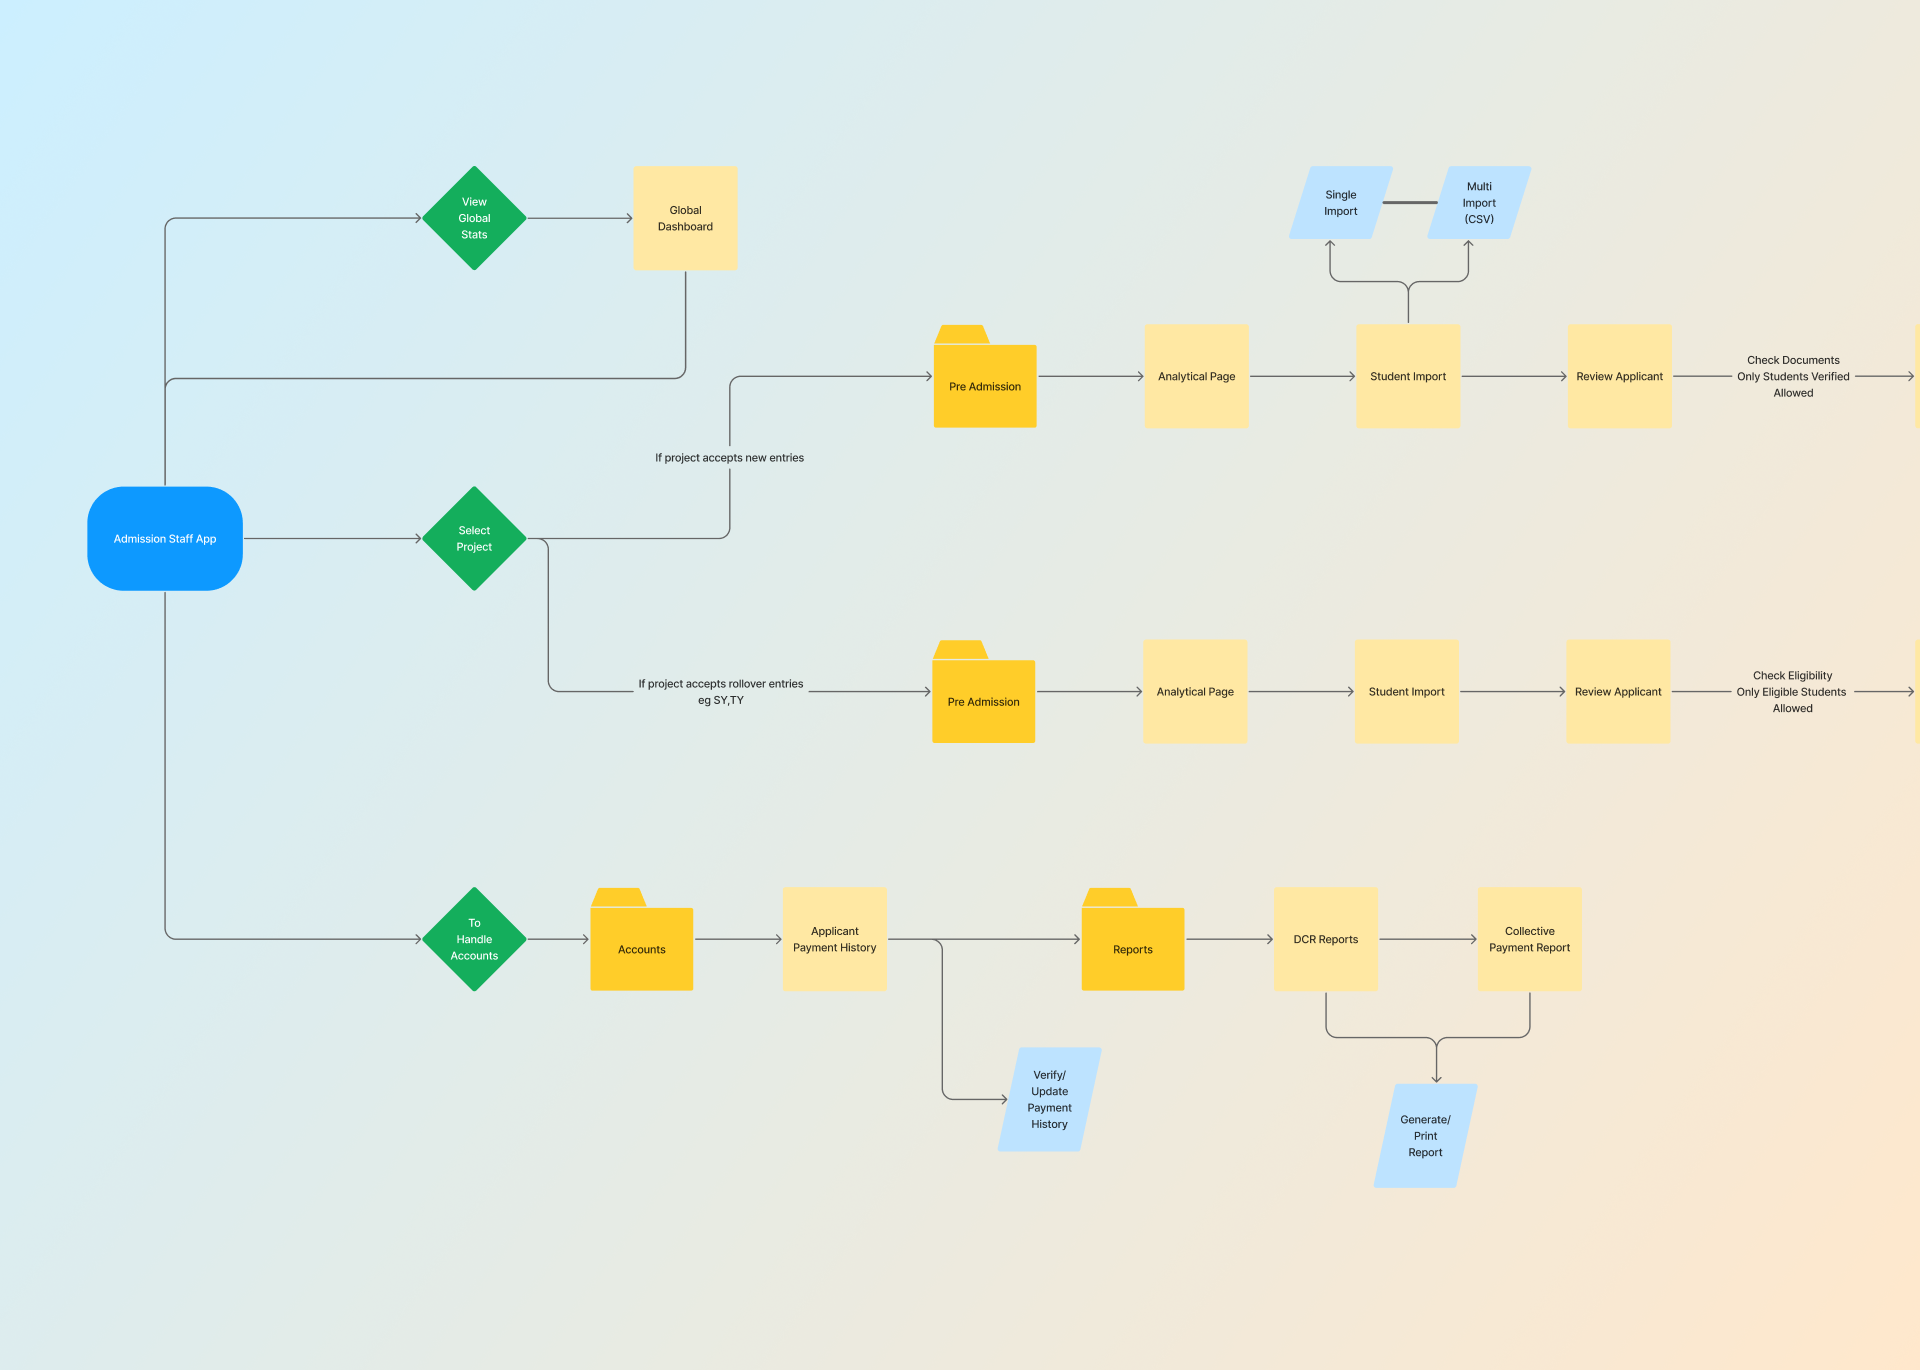 View
Global
Stats
Global
Dashboard
Single
Import
Multi
Import
(CSV)
Pre Admission
Analytical Page
Student Import
Review Applicant
Check Documents
Only Students Verified
Allowed
If project accepts new entries
Admission Staff App
Select
Project
If project accepts rollover entries
eg SY,TY
Pre Admission
Analytical Page
Student Import
Review Applicant
Check Eligibility
Only Eligible Students
Allowed
To
Handle
Accounts
Accounts
Applicant
Payment History
Reports
DCR Reports
Collective
Payment Report
Verify/
Update
Payment
History
Generate/
Print
Report